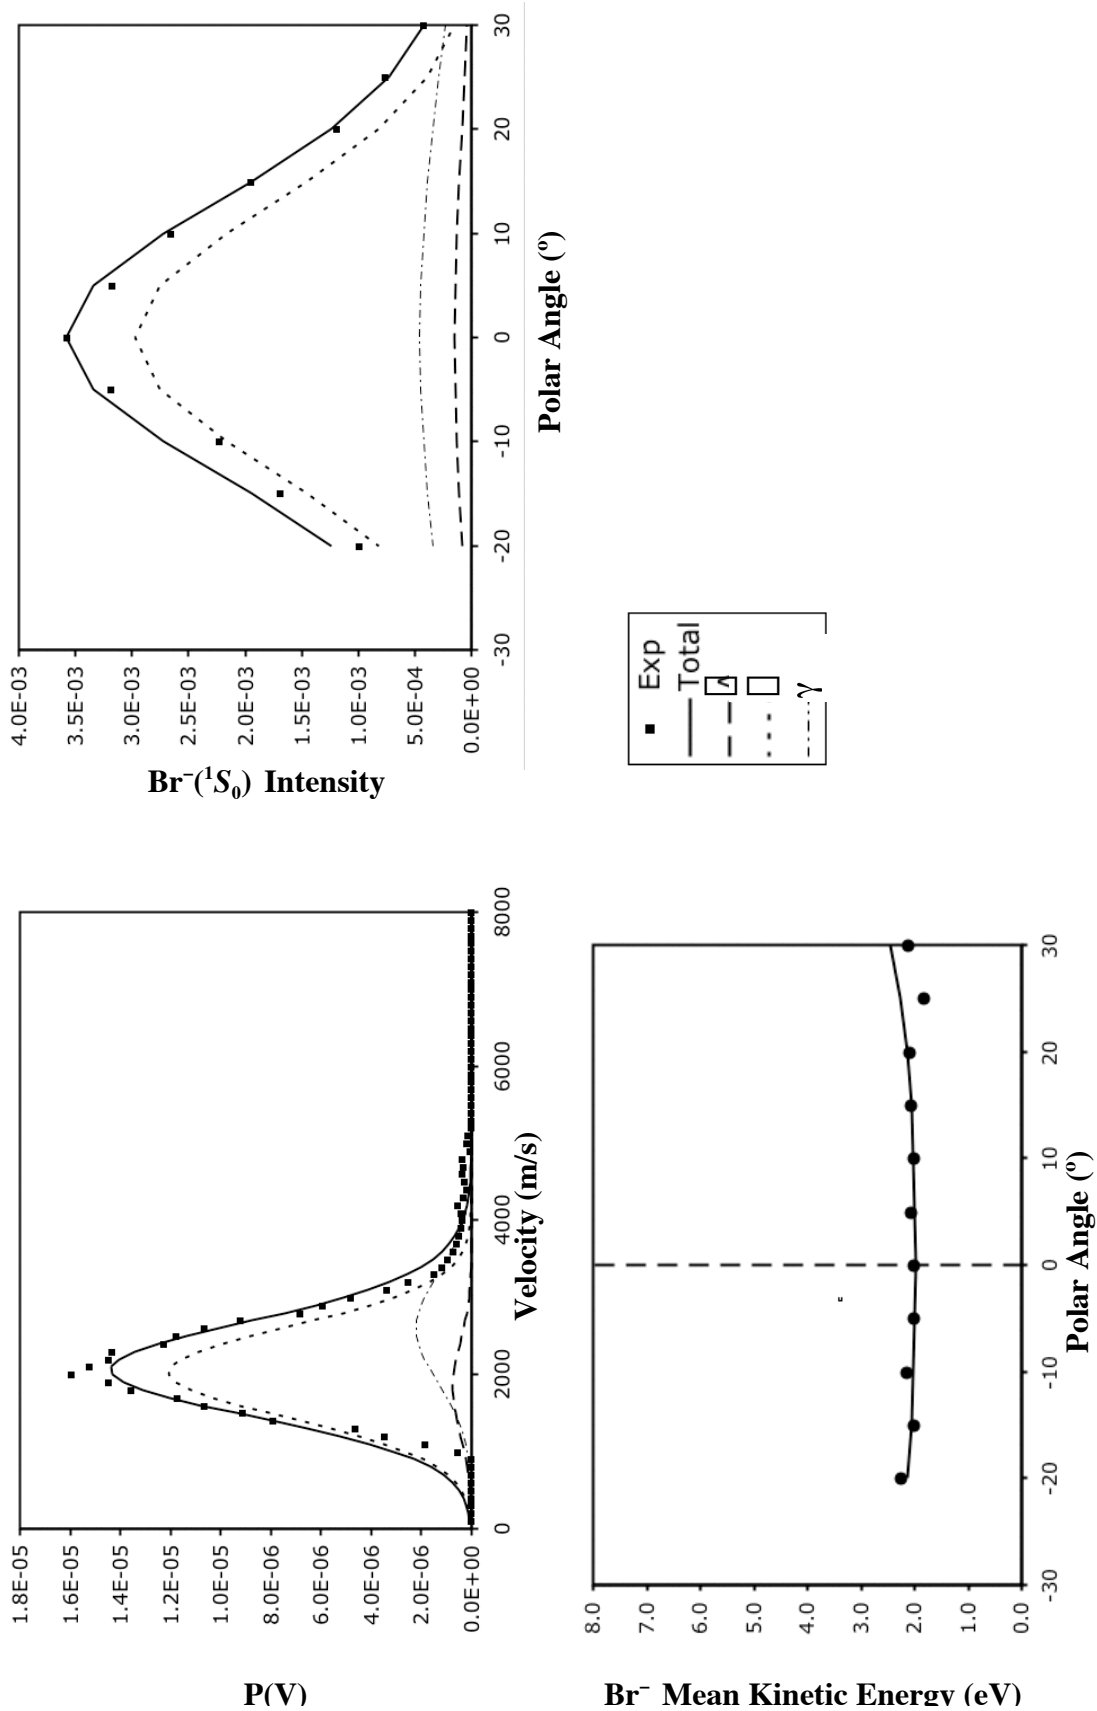 P(V)
1.8E-05
1.6E-05
1.4E-05
1.2E-05
1.0E-05
8.0E-06
6.0E-06
4.0E-06
2.0E-06
0.0E+00
0 2000 4000 6000 8000
Velocity (m/s)
Br⁻(¹S₀) Intensity
4.0E-03
3.5E-03
3.0E-03
2.5E-03
2.0E-03
1.5E-03
1.0E-03
5.0E-04
0.0E+00
-30 -20 -10 0 10 20 30
Polar Angle (º)
Br⁻ Mean Kinetic Energy (eV)
8.0
7.0
6.0
5.0
4.0
3.0
2.0
1.0
0.0
-30 -20 -10 0 10 20 30
Polar Angle (º)
Exp
Total
γ